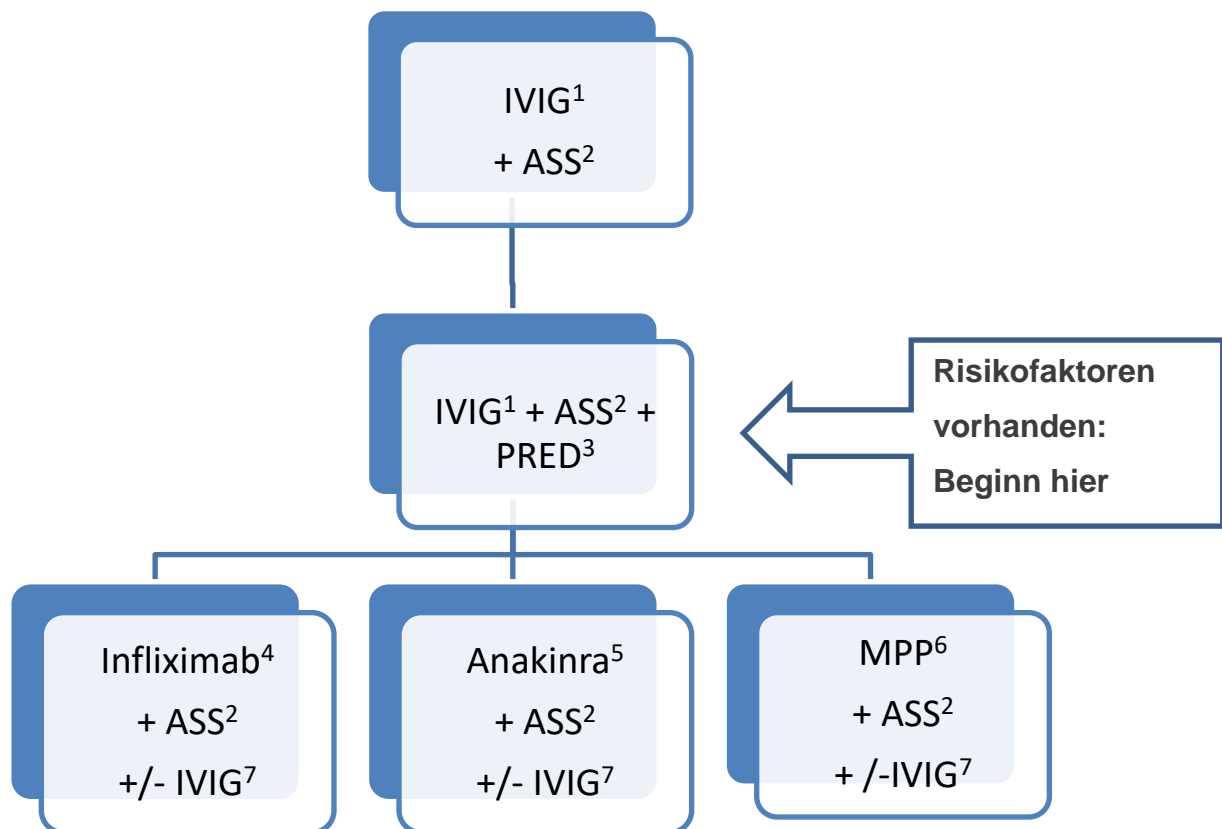 IVIG¹
+ ASS²
IVIG¹ + ASS² +
PRED³
Risikofaktoren
vorhanden:
Beginn hier
Infliximab⁴
+ ASS²
+/- IVIG⁷
Anakinra⁵
+ ASS²
+/- IVIG⁷
MPP⁶
+ ASS²
+ /-IVIG⁷